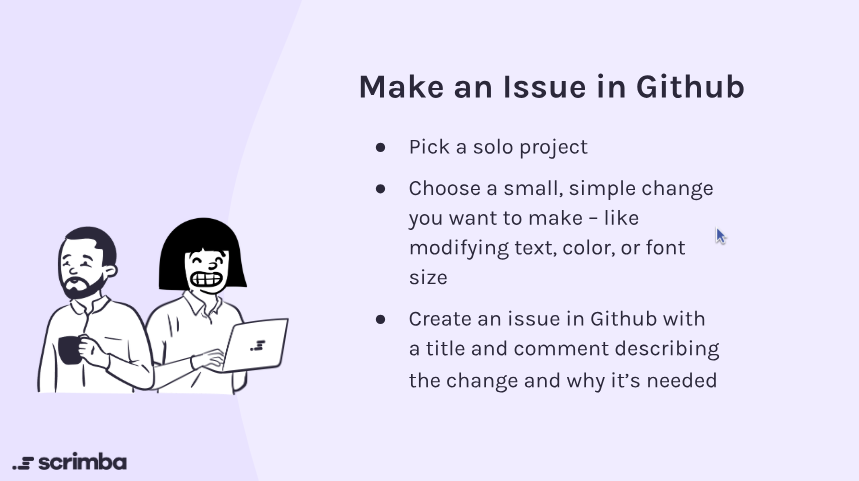 Make an Issue in Github
● Pick a solo project
● Choose a small, simple change
you want to make – like
modifying text, color, or font
size
● Create an issue in Github with
a title and comment describing
the change and why it’s needed
scrimba